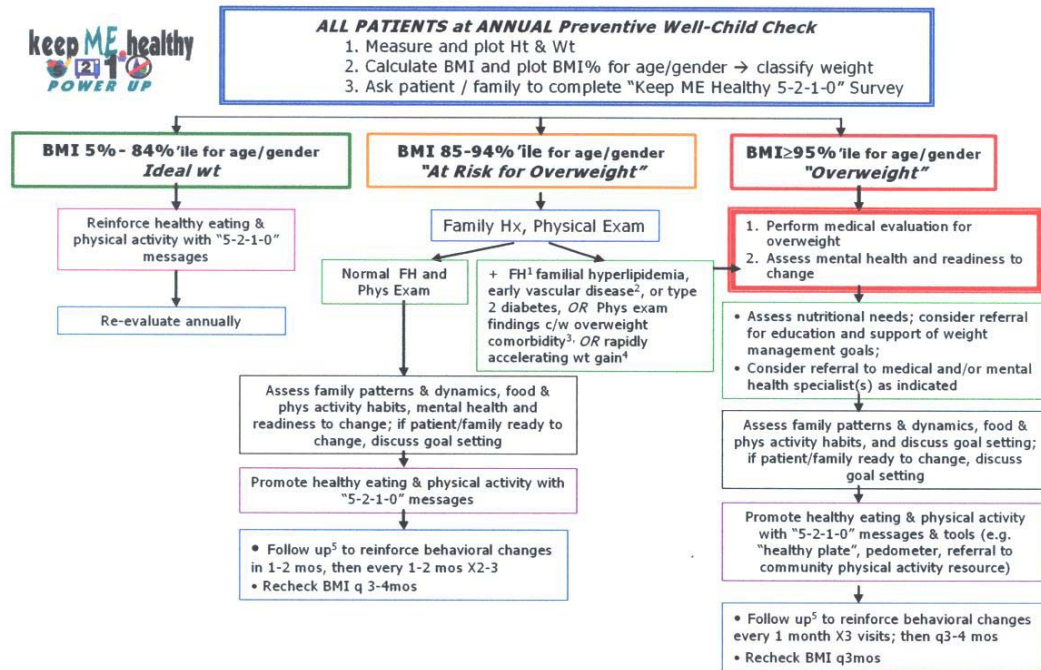 keep ME healthy
5 2 1 0
POWER UP
ALL PATIENTS at ANNUAL Preventive Well-Child Check
1. Measure and plot Ht & Wt
2. Calculate BMI and plot BMI% for age/gender → classify weight
3. Ask patient / family to complete “Keep ME Healthy 5-2-1-0” Survey
BMI 5%- 84%’ile for age/gender
Ideal wt
BMI 85-94%’ile for age/gender
“At Risk for Overweight”
BMI≥95%’ile for age/gender
“Overweight”
Reinforce healthy eating &
physical activity with “5-2-1-0”
messages
Re-evaluate annually
Family Hx, Physical Exam
Normal FH and
Phys Exam
+ FH¹ familial hyperlipidemia,
early vascular disease², or type
2 diabetes, OR Phys exam
findings c/w overweight
comorbidity³, OR rapidly
accelerating wt gain⁴
1. Perform medical evaluation for
overweight
2. Assess mental health and readiness to
change
• Assess nutritional needs; consider referral
for education and support of weight
management goals;
• Consider referral to medical and/or mental
health specialist(s) as indicated
Assess family patterns & dynamics, food &
phys activity habits, mental health and
readiness to change; if patient/family ready to
change, discuss goal setting
Promote healthy eating & physical activity with
“5-2-1-0” messages
• Follow up⁵ to reinforce behavioral changes
in 1-2 mos, then every 1-2 mos X2-3
• Recheck BMI q 3-4mos
Assess family patterns & dynamics, food &
phys activity habits, and discuss goal setting;
if patient/family ready to change, discuss
goal setting
Promote healthy eating & physical activity
with “5-2-1-0” messages & tools (e.g.
“healthy plate”, pedometer, referral to
community physical activity resource)
• Follow up⁵ to reinforce behavioral changes
every 1 month X3 visits; then q3-4 mos
• Recheck BMI q3mos